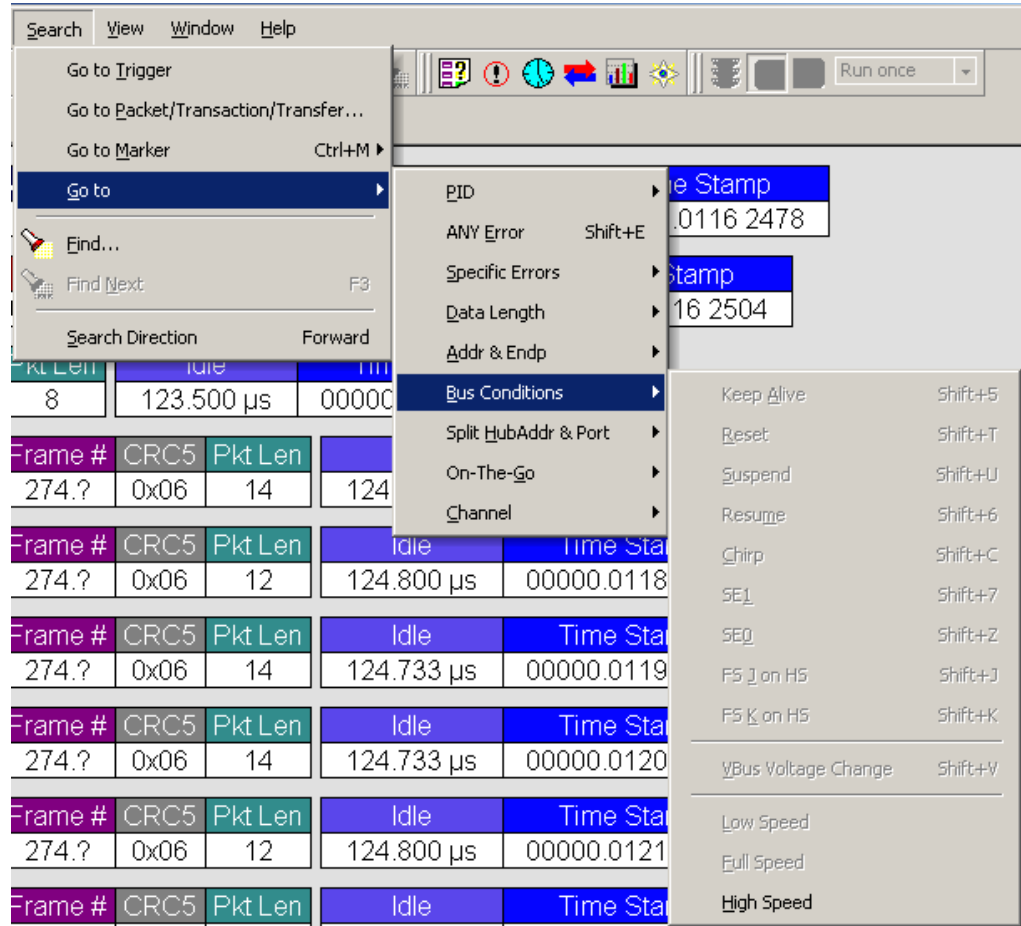 Search View Window Help
Go to Trigger
Go to Packet/Transaction/Transfer...
Go to Marker Ctrl+M
Go to
Find...
Find Next F3
Search Direction Forward
Run once
PID
ANY Error Shift+E
Specific Errors
Data Length
Addr & Endp
Bus Conditions
Split HubAddr & Port
On-The-Go
Channel
Keep Alive Shift+5
Reset Shift+T
Suspend Shift+U
Resume Shift+6
Chirp Shift+C
SE1 Shift+7
SE0 Shift+Z
FS J on HS Shift+J
FS K on HS Shift+K
VBus Voltage Change Shift+V
Low Speed
Full Speed
High Speed
Stamp
.0116 2478
Stamp
16 2504
Pkt Len Idle
8 123.500 µs 00000
Frame # CRC5 Pkt Len
274.? 0x06 14 124
Frame # CRC5 Pkt Len Idle Time Sta
274.? 0x06 12 124.800 µs 00000.0118
Frame # CRC5 Pkt Len Idle Time Sta
274.? 0x06 14 124.733 µs 00000.0119
Frame # CRC5 Pkt Len Idle Time Sta
274.? 0x06 14 124.733 µs 00000.0120
Frame # CRC5 Pkt Len Idle Time Sta
274.? 0x06 12 124.800 µs 00000.0121
Frame # CRC5 Pkt Len Idle Time Sta